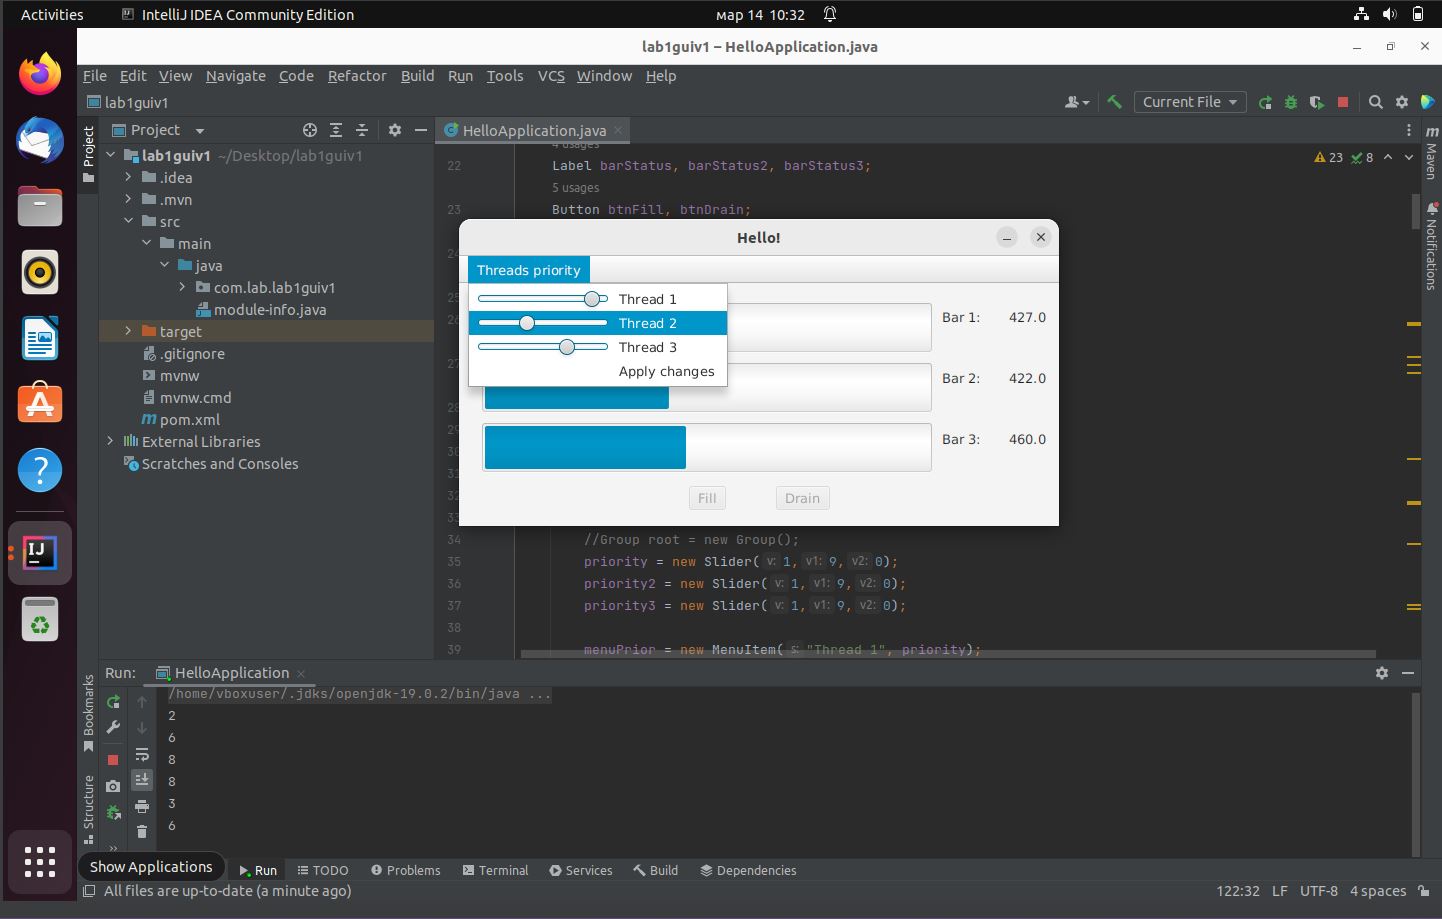 Activities IntelliJ IDEA Community Edition мар 14 10:32
lab1guiv1 – HelloApplication.java
File Edit View Navigate Code Refactor Build Run Tools VCS Window Help
lab1guiv1 Current File
Project Project HelloApplication.java
Maven
Notifications
lab1guiv1 ~/Desktop/lab1guiv1
.idea
.mvn
src
main
java
com.lab.lab1guiv1
module-info.java
target
.gitignore
mvnw
mvnw.cmd
pom.xml
External Libraries
Scratches and Consoles
4 usages
22 Label barStatus, barStatus2, barStatus3;
23 8
5 usages
23 Button btnFill, btnDrain;
Hello!
Threads priority
Thread 1
Thread 2
Thread 3
Apply changes
Bar 1: 427.0
Bar 2: 422.0
Bar 3: 460.0
Fill Drain
34 //Group root = new Group();
35 priority = new Slider( v: 1, v1: 9, v2: 0);
36 priority2 = new Slider( v: 1, v1: 9, v2: 0);
37 priority3 = new Slider( v: 1, v1: 9, v2: 0);
38
39 menuPrior = new MenuItem( s: "Thread 1", priority);
Run: HelloApplication
/home/vboxuser/.jdks/openjdk-19.0.2/bin/java ...
2
6
8
8
3
6
Bookmarks
Structure
Show Applications Run TODO Problems Terminal Services Build Dependencies
All files are up-to-date (a minute ago) 122:32 LF UTF-8 4 spaces